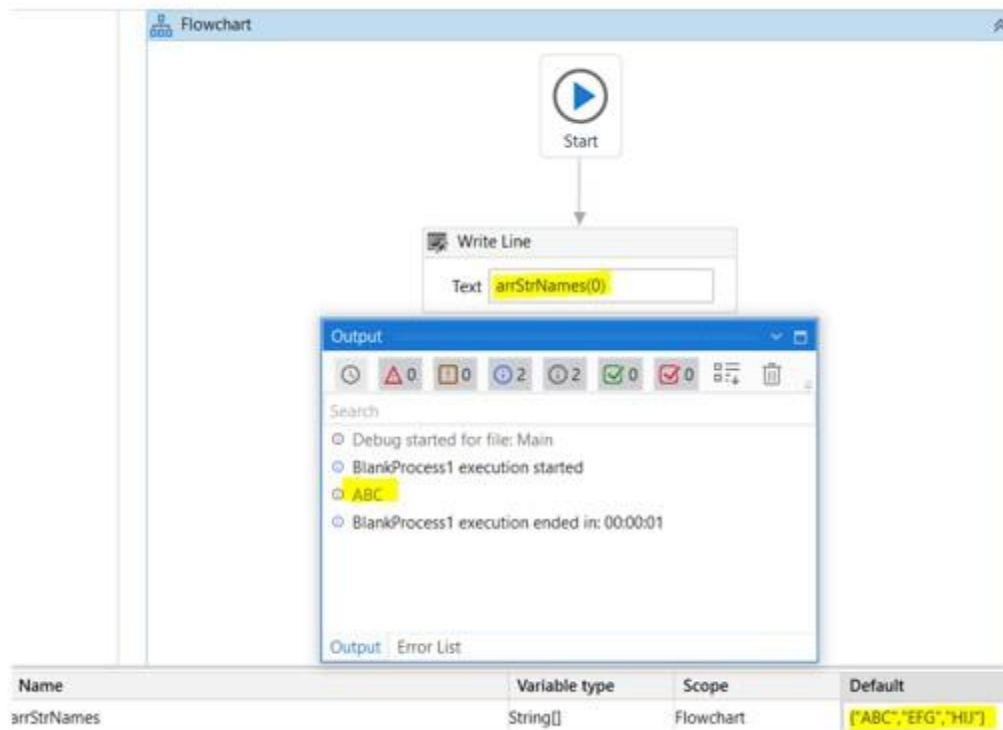 Flowchart
Start
Write Line
Text arrStrNames(0)
Output
0 0 2 2 0 0
Search
Debug started for file: Main
BlankProcess1 execution started
ABC
BlankProcess1 execution ended in: 00:00:01
Output Error List
Name Variable type Scope Default
arrStrNames String[] Flowchart {"ABC","EFG","HIJ"}